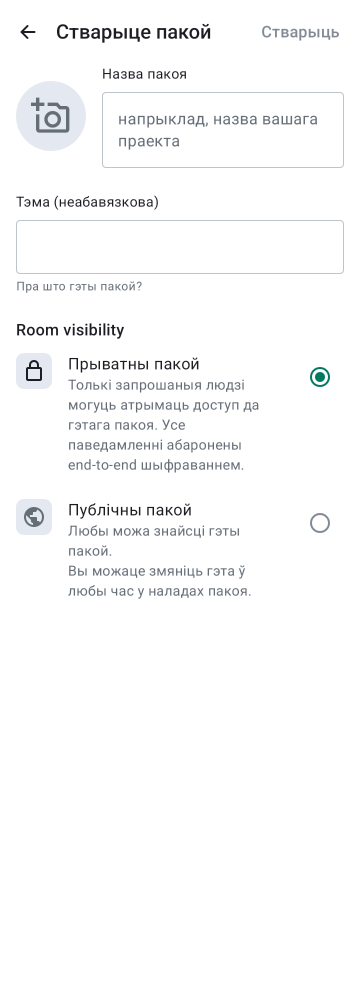 Стварыце пакой
Стварыць
Назва пакоя
напрыклад, назва вашага
праекта
Тэма (неабавязкова)
Пра што гэты пакой?
Room visibility
Прыватны пакой
Толькі запрошаныя людзі
могуць атрымаць доступ да
гэтага пакоя. Усе
паведамленні абаронены
end-to-end шыфраваннем.
Публічны пакой
Любы можа знайсці гэты
пакой.
Вы можаце змяніць гэта ў
любы час у наладах пакоя.